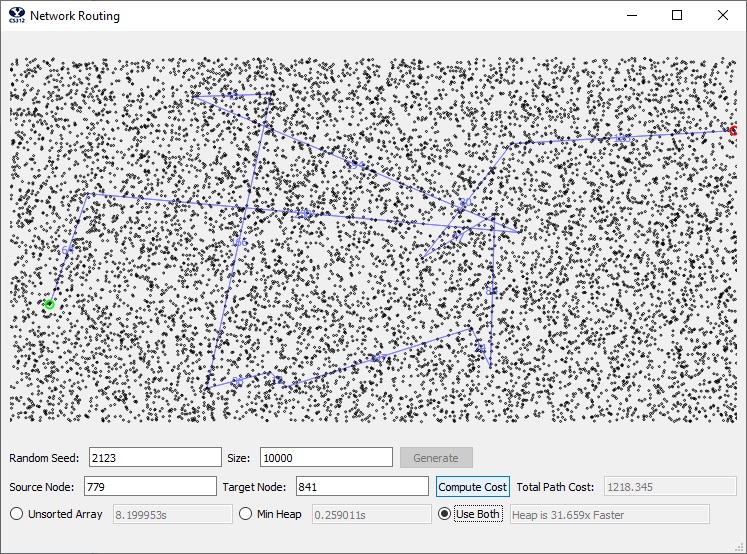 CS312
Network Routing
Random Seed: 2123 Size: 10000 Generate
Source Node: 779 Target Node: 841 Compute Cost Total Path Cost: 1218.345
Unsorted Array 8.199953s Min Heap 0.259011s Use Both Heap is 31.659x Faster